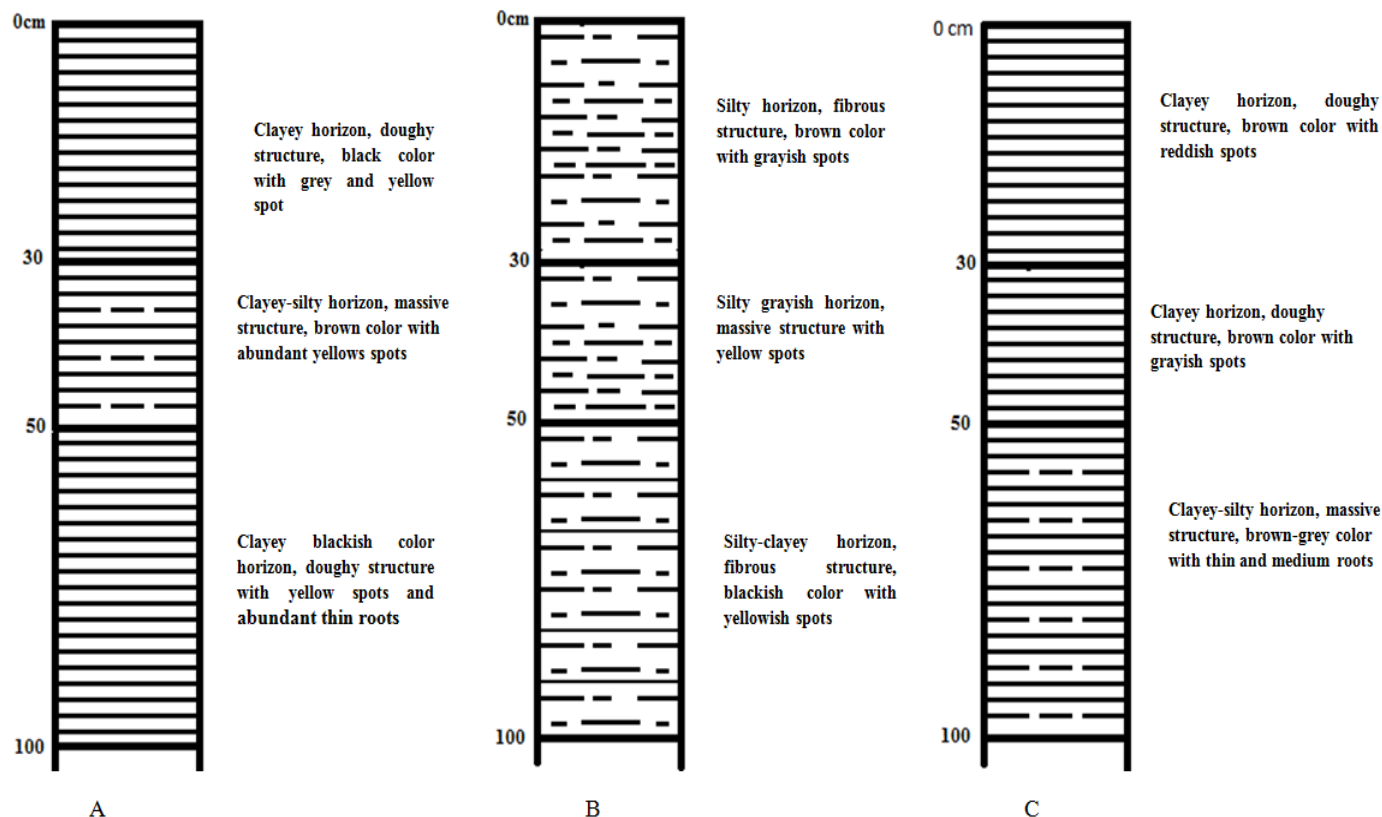 0cm
Clayey horizon, doughy
structure, black color
with grey and yellow
spot
30
Clayey-silty horizon, massive
structure, brown color with
abundant yellows spots
50
Clayey blackish color
horizon, doughy structure
with yellow spots and
abundant thin roots
100
A
0cm
Silty horizon, fibrous
structure, brown color
with grayish spots
30
Silty grayish horizon,
massive structure with
yellow spots
50
Silty-clayey horizon,
fibrous structure,
blackish color with
yellowish spots
100
B
0 cm
Clayey horizon, doughy
structure, brown color with
reddish spots
30
Clayey horizon, doughy
structure, brown color with
grayish spots
50
Clayey-silty horizon, massive
structure, brown-grey color
with thin and medium roots
100
C